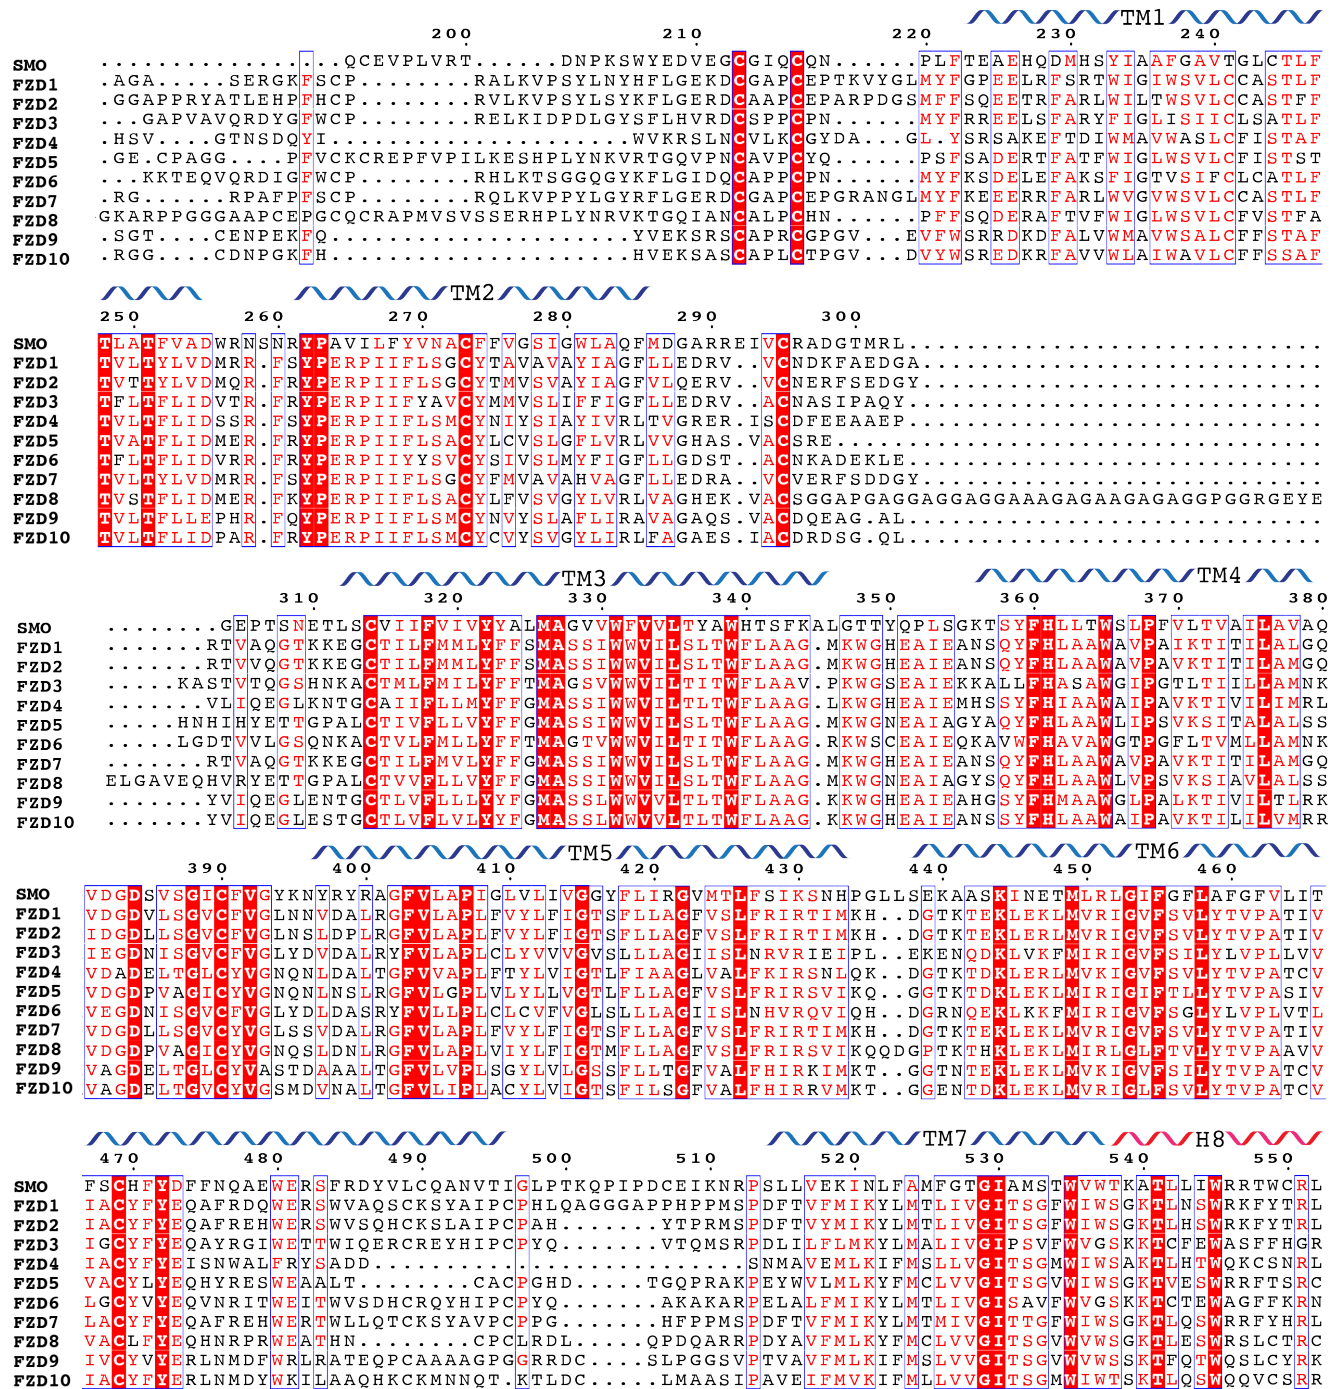 TM1
200 210 220 230 240
SMO .................QCEVPLVRT......DNPKSWYEDVEGCGIQCQN......PLFTEAEHQDMHSYIAAFGAVTGLCTLF
FZD1 .AGA.....SERGKFSCP........RALKVPSYLNYHFLGEKDCGAPCEPTKVYGLMYFGPEELRFSRTWIGIWSVLCCASTLF
FZD2 .GGAPPRYATLEHPFHCP........RVLKVPSYLSYKFLGERDCAAPCEPARPDGSMFFSQEETRFARLWILTWSVLCCASTFF
FZD3 ...GAPVAVQRDYGFWCP........RELKIDPDLGYSFLHVRDCSPPCPN......MYFRREELSFARYFIGLISIICLSATLF
FZD4 .HSV....GTNSDQYI.....................WVKRSLNCVLKCGYDA...GL.YSRSAKEFTDIWMAVWASLCFISTAF
FZD5 .GE.CPAGG....PFVCKCREPFVPILKESHPLYNKVRTGQVPNCAVPCYQ......PSFSADERTFATFWIGLWSVLCFISTST
FZD6 ...KKTEQVQRDIGFWCP........RHLKTSGGQGYKFLGIDQCAPPCPN......MYFKSDELEFAKSFIGTVSIFCLCATLF
FZD7 .RG......RPAFPFSCP........RQLKVPPYLGYRFLGERDCGAPCEPGRANGLMYFKEEERRFARLWVGVWSVLCCASTLF
FZD8 GKARPPGGGAAPCEPGCQCRAPMVSVSSERHPLYNRVKTGQIANCALPCHN......PFFSQDERAFTVFWIGLWSVLCFVSTFA
FZD9 .SGT....CENPEKFQ.....................YVEKSRSCAPRCGPGV...EVFWSRRDKDFALVWMAVWSALCFFSTAF
FZD10 .RGG....CDNPGKFH.....................HVEKSASCAPLCTPGV...DVYWSREDKRFAVVWLAIWAVLCFFSSAF
TM2
250 260 270 280 290 300
SMO TLATFVADWRNSNRYPAVILFYVNACFFVGSIGWLAQFMDGARREIVCRADGTMRL.............................
FZD1 TVLTYLVDMRR.FSYPERPIIFLSGCYTAVAVAYIAGFLLEDRV..VCNDKFAEDGA............................
FZD2 TVTTYLVDMQR.FRYPERPIIFLSGCYTMVSVAYIAGFVLQERV..VCNERFSEDGY............................
FZD3 TFLTFLIDVTR.FRYPERPIIFYAVCYMMVSLIFFIGFLLEDRV..ACNASIPAQY.............................
FZD4 TVLTFLIDSSR.FSYPERPIIFLSMCYNIYSIAYIVRLTVGRER.ISCDFEEAAEP.............................
FZD5 TVATFLIDMER.FRYPERPIIFLSACYLCVSLGFLVRLVVGHAS.VACSRE..................................
FZD6 TFLTFLIDVRR.FRYPERPIIYYSVCYSIVSLMYFIGFLLGDST..ACNKADEKLE.............................
FZD7 TVLTYLVDMRR.FSYPERPIIFLSGCYFMVAVAHVAGFLLEDRA..VCVERFSDDGY............................
FZD8 TVSTFLIDMER.FKYPERPIIFLSACYLFVSVGYLVRLVAGHEK.VACSGGAPGAGGAGGAGGAAAGAGAAGAGAGGPGGRGEYE
FZD9 TVLTFLLEPHR.FQYPERPIIFLSMCYNVYSLAFLIRAVAGAQS.VACDQEAG.AL.............................
FZD10 TVLTFLIDPAR.FRYPERPIIFLSMCYCVYSVGYLIRLFAGAES.IACDRDSG.QL.............................
TM3 TM4
310 320 330 340 350 360 370 380
SMO ........GEPTSNETLSCVIIFVIVYYALMAGVVWFVVLTYAWHTSFKALGTTYQPLSGKTSYFHLLTWSLPFVLTVAILAVAQ
FZD1 .......RTVAQGTKKEGCTILFMMLYFFSMASSIWWVILSLTWFLAAG.MKWGHEAIEANSQYFHLAAWAVPAIKTITILALGQ
FZD2 .......RTVVQGTKKEGCTILFMMLYFFSMASSIWWVILSLTWFLAAG.MKWGHEAIEANSQYFHLAAWAVPAVKTITILAMGQ
FZD3 .....KASTVTQGSHNKACTMLFMILYFFTMAGSVWWVILTITWFLAAV.PKWGSEAIEKKALLFHASAWGIPGTLTIILLAMNK
FZD4 .......VLIQEGLKNTGCAIIFLLMYFFGMASSIWWVILTLTWFLAAG.LKWGHEAIEMHSSYFHIAAWAIPAVKTIVILIMRL
FZD5 .....HNHIHYETTGPALCTIVFLLVYFFGMASSIWWVILSLTWFLAAG.MKWGNEAIAGYAQYFHLAAWLIPSVKSITALALSS
FZD6 .....LGDTVVLGSQNKACTVLFMLLYFFTMAGTVWWVILTITWFLAAG.RKWSCEAIEQKAVWFHAVAWGTPGFLTVMLLAMNK
FZD7 .......RTVAQGTKKEGCTILFMVLYFFGMASSIWWVILSLTWFLAAG.MKWGHEAIEANSQYFHLAAWAVPAVKTITILAMGQ
FZD8 ELGAVEQHVRYETTGPALCTVVFLLVYFFGMASSIWWVILSLTWFLAAG.MKWGNEAIAGYSQYFHLAAWLVPSVKSIAVLALSS
FZD9 .......YVIQEGLENTGCTLVFLLLYYFGMASSLWWVVLTLTWFLAAG.KKWGHEAIEAHGSYFHMAAWGLPALKTIVILTLRK
FZD10 .......YVIQEGLESTGCTLVFLVLYYFGMASSLWWVVLTLTWFLAAG.KKWGHEAIEANSSYFHLAAWAIPAVKTILILVMRR
TM5 TM6
390 400 410 420 430 440 450 460
SMO VDGDSVSGICFVGYKNYRYRAGFVLAPIGLVLIVGGYFLIRGVMTLFSIKSNHPGLLSEKAASKINETMLRLGIFGFLAFGFVLIT
FZD1 VDGDVLSGVCFVGLNNVDALRGFVLAPLFVYLFIGTSFLLAGFVSLFRIRTIMKH..DGTKTEKLEKLMVRIGVFSVLYTVPATIV
FZD2 IDGDLLSGVCFVGLNSLDPLRGFVLAPLFVYLFIGTSFLLAGFVSLFRIRTIMKH..DGTKTEKLERLMVRIGVFSVLYTVPATIV
FZD3 IEGDNISGVCFVGLYDVDALRYFVLAPLCLYVVVGVSLLLAGIISLNRVRIEIPL..EKENQDKLVKFMIRIGVFSILYLVPLLVV
FZD4 VDADELTGLCYVGNQNLDALTGFVVAPLFTYLVIGTLFIAAGLVALFKIRSNLQK..DGTKTDKLERLMVKIGVFSVLYTVPATCV
FZD5 VDGDPVAGICYVGNQNLNSLRGFVLGPLVLYLLVGTLFLLAGFVSLFRIRSVIKQ..GGTKTDKLEKLMIRIGIFTLLYTVPASIV
FZD6 VEGDNISGVCFVGLYDLDASRYFVLLPLCLCVFVGLSLLLAGIISLNHVRQVIQH..DGRNQEKLKKFMIRIGVFSGLYLVPLVTL
FZD7 VDGDLLSGVCYVGLSSVDALRGFVLAPLFVYLFIGTSFLLAGFVSLFRIRTIMKH..DGTKTEKLEKLMVRIGVFSVLYTVPATIV
FZD8 VDGDPVAGICYVGNQSLDNLRGFVLAPLVIYLFIGTMFLLAGFVSLFRIRSVIKQQDGPTKTHKLEKLMIRLGLFTVLYTVPAAVV
FZD9 VAGDELTGLCYVASTDAAALTGFVLVPLSGYLVLGSSFLLTGFVALFHIRKIMKT..GGTNTEKLEKLMVKIGVFSILYTVPATCV
FZD10 VAGDELTGVCYVGSMDVNALTGFVLIPLACYLVIGTSFILSGFVALFHIRRVMKT..GGENTDKLEKLMVRIGLFSVLYTVPATCV
TM7 H8
470 480 490 500 510 520 530 540 550
SMO FSCHFYDFFNQAEWERSFRDYVLCQANVTIGLPTKQPIPDCEIKNRPSLLVEKINLFAMFGTGIAMSTWVWTKATLLIWRRTWCRL
FZD1 IACYFYEQAFRDQWERSWVAQSCKSYAIPCPHLQAGGGAPPHPPMSPDFTVFMIKYLMTLIVGITSGFWIWSGKTLNSWRKFYTRL
FZD2 IACYFYEQAFREHWERSWVSQHCKSLAIPCPAH.......YTPRMSPDFTVYMIKYLMTLIVGITSGFWIWSGKTLHSWRKFYTRL
FZD3 IGCYFYEQAYRGIWETTWIQERCREYHIPCPYQ.......VTQMSRPDLILFLMKYLMALIVGIPSVFWVGSKKTCFEWASFFHGR
FZD4 IACYFYEISNWALFRYSADD..........................SNMAVEMLKIFMSLLVGITSGMWIWSAKTLHTWQKCSNRL
FZD5 VACYLYEQHYRESWEAALT........CACPGHD.....TGQPRAKPEYWVLMLKYFMCLVVGITSGVWIWSGKTVESWRRFTSRC
FZD6 LGCYVYEQVNRITWEITWVSDHCRQYHIPCPYQ.......AKAKARPELALFMIKYLMTLIVGISAVFWVGSKKTCTEWAGFFKRN
FZD7 LACYFYEQAFREHWERTWLLQTCKSYAVPCPPG.......HFPPMSPDFTVFMIKYLMTMIVGITTGFWIWSGKTLQSWRRFYHRL
FZD8 VACLFYEQHNRPRWEATHN........CPCLRDL.....QPDQARRPDYAVFMLKYFMCLVVGITSGVWVWSGKTLESWRSLCTRC
FZD9 IVCYVYERLNMDFWRLRATEQPCAAAAGPGGRRDC....SLPGGSVPTVAVFMLKIFMSLVVGITSGVWVWSSKTFQTWQSLCYRK
FZD10 IACYFYERLNMDYWKILAAQHKCKMNNQT.KTLDC....LMAASIPAVEIFMVKIFMLLVVGITSGMWIWTSKTLQSWQQVCSRR